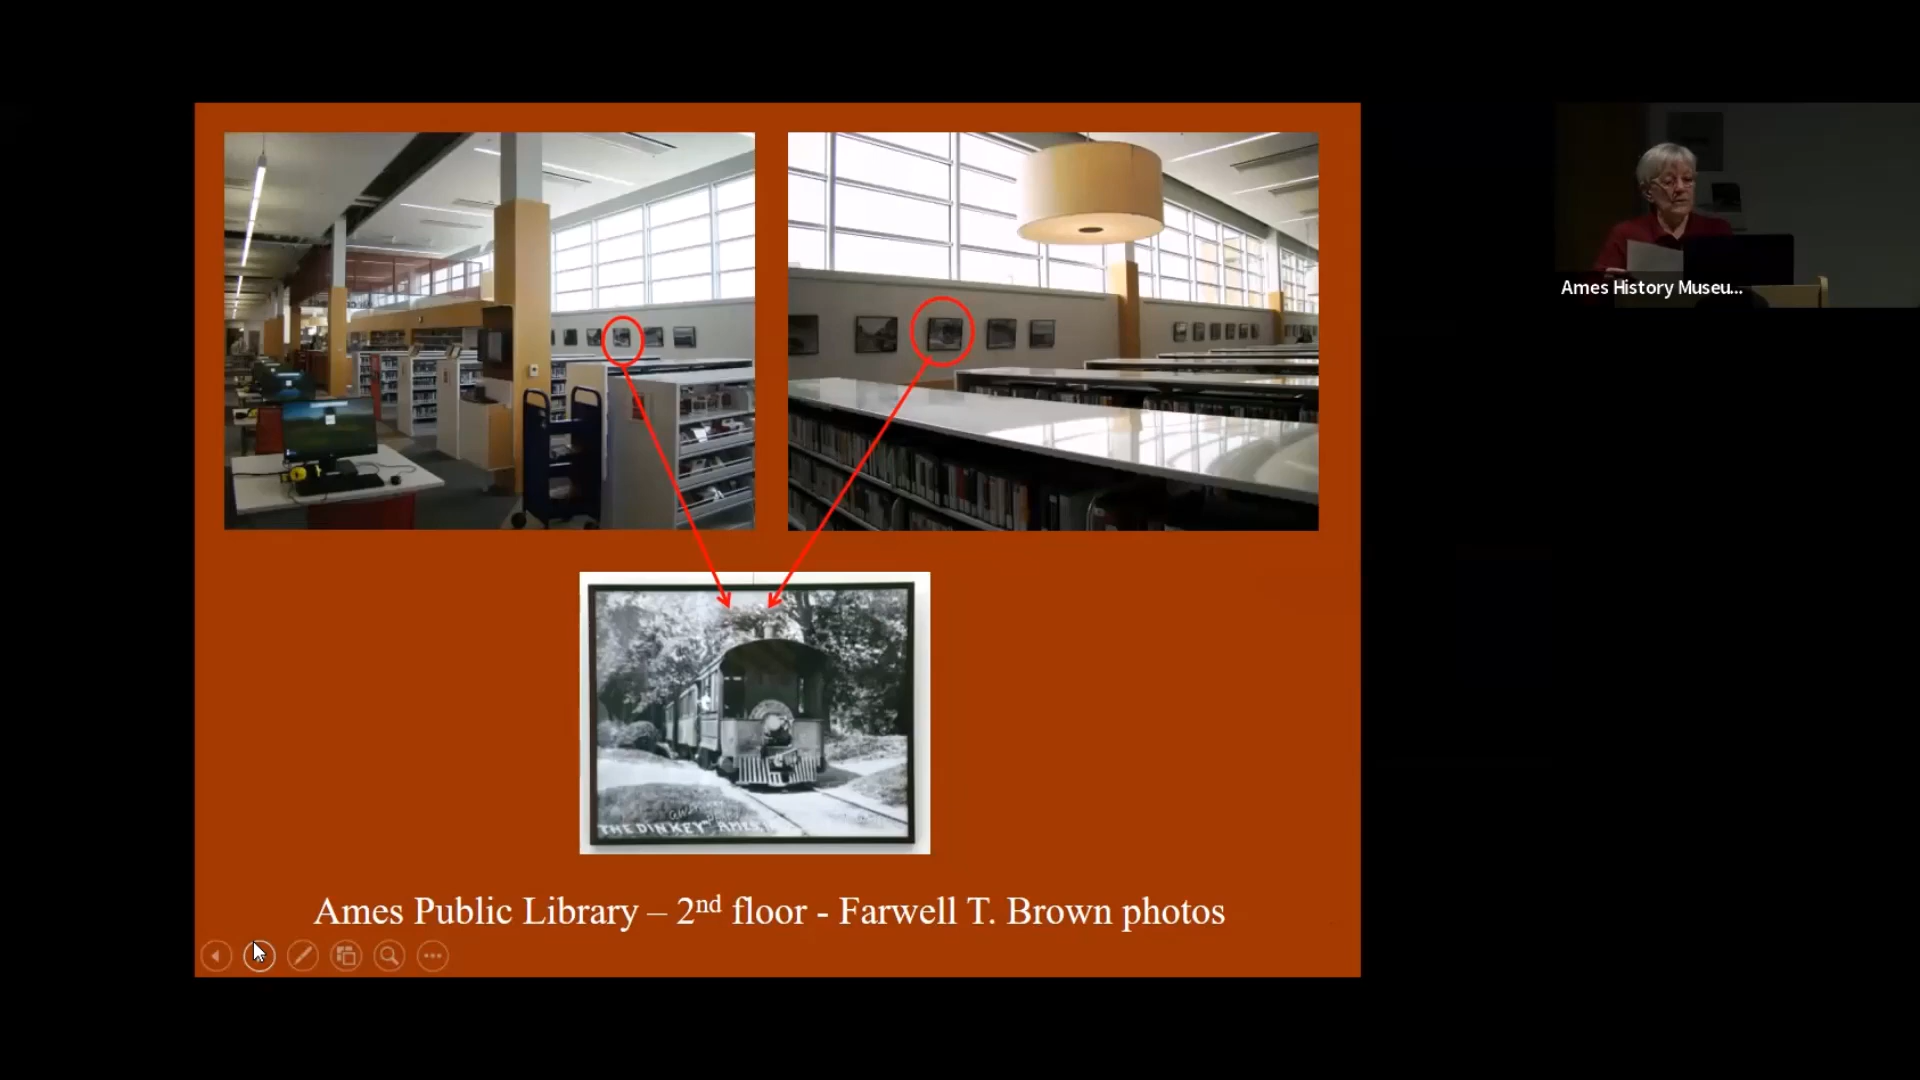 Ames History Museu...
"THE DINKEY" AMES
Ames Public Library – 2nd floor - Farwell T. Brown photos